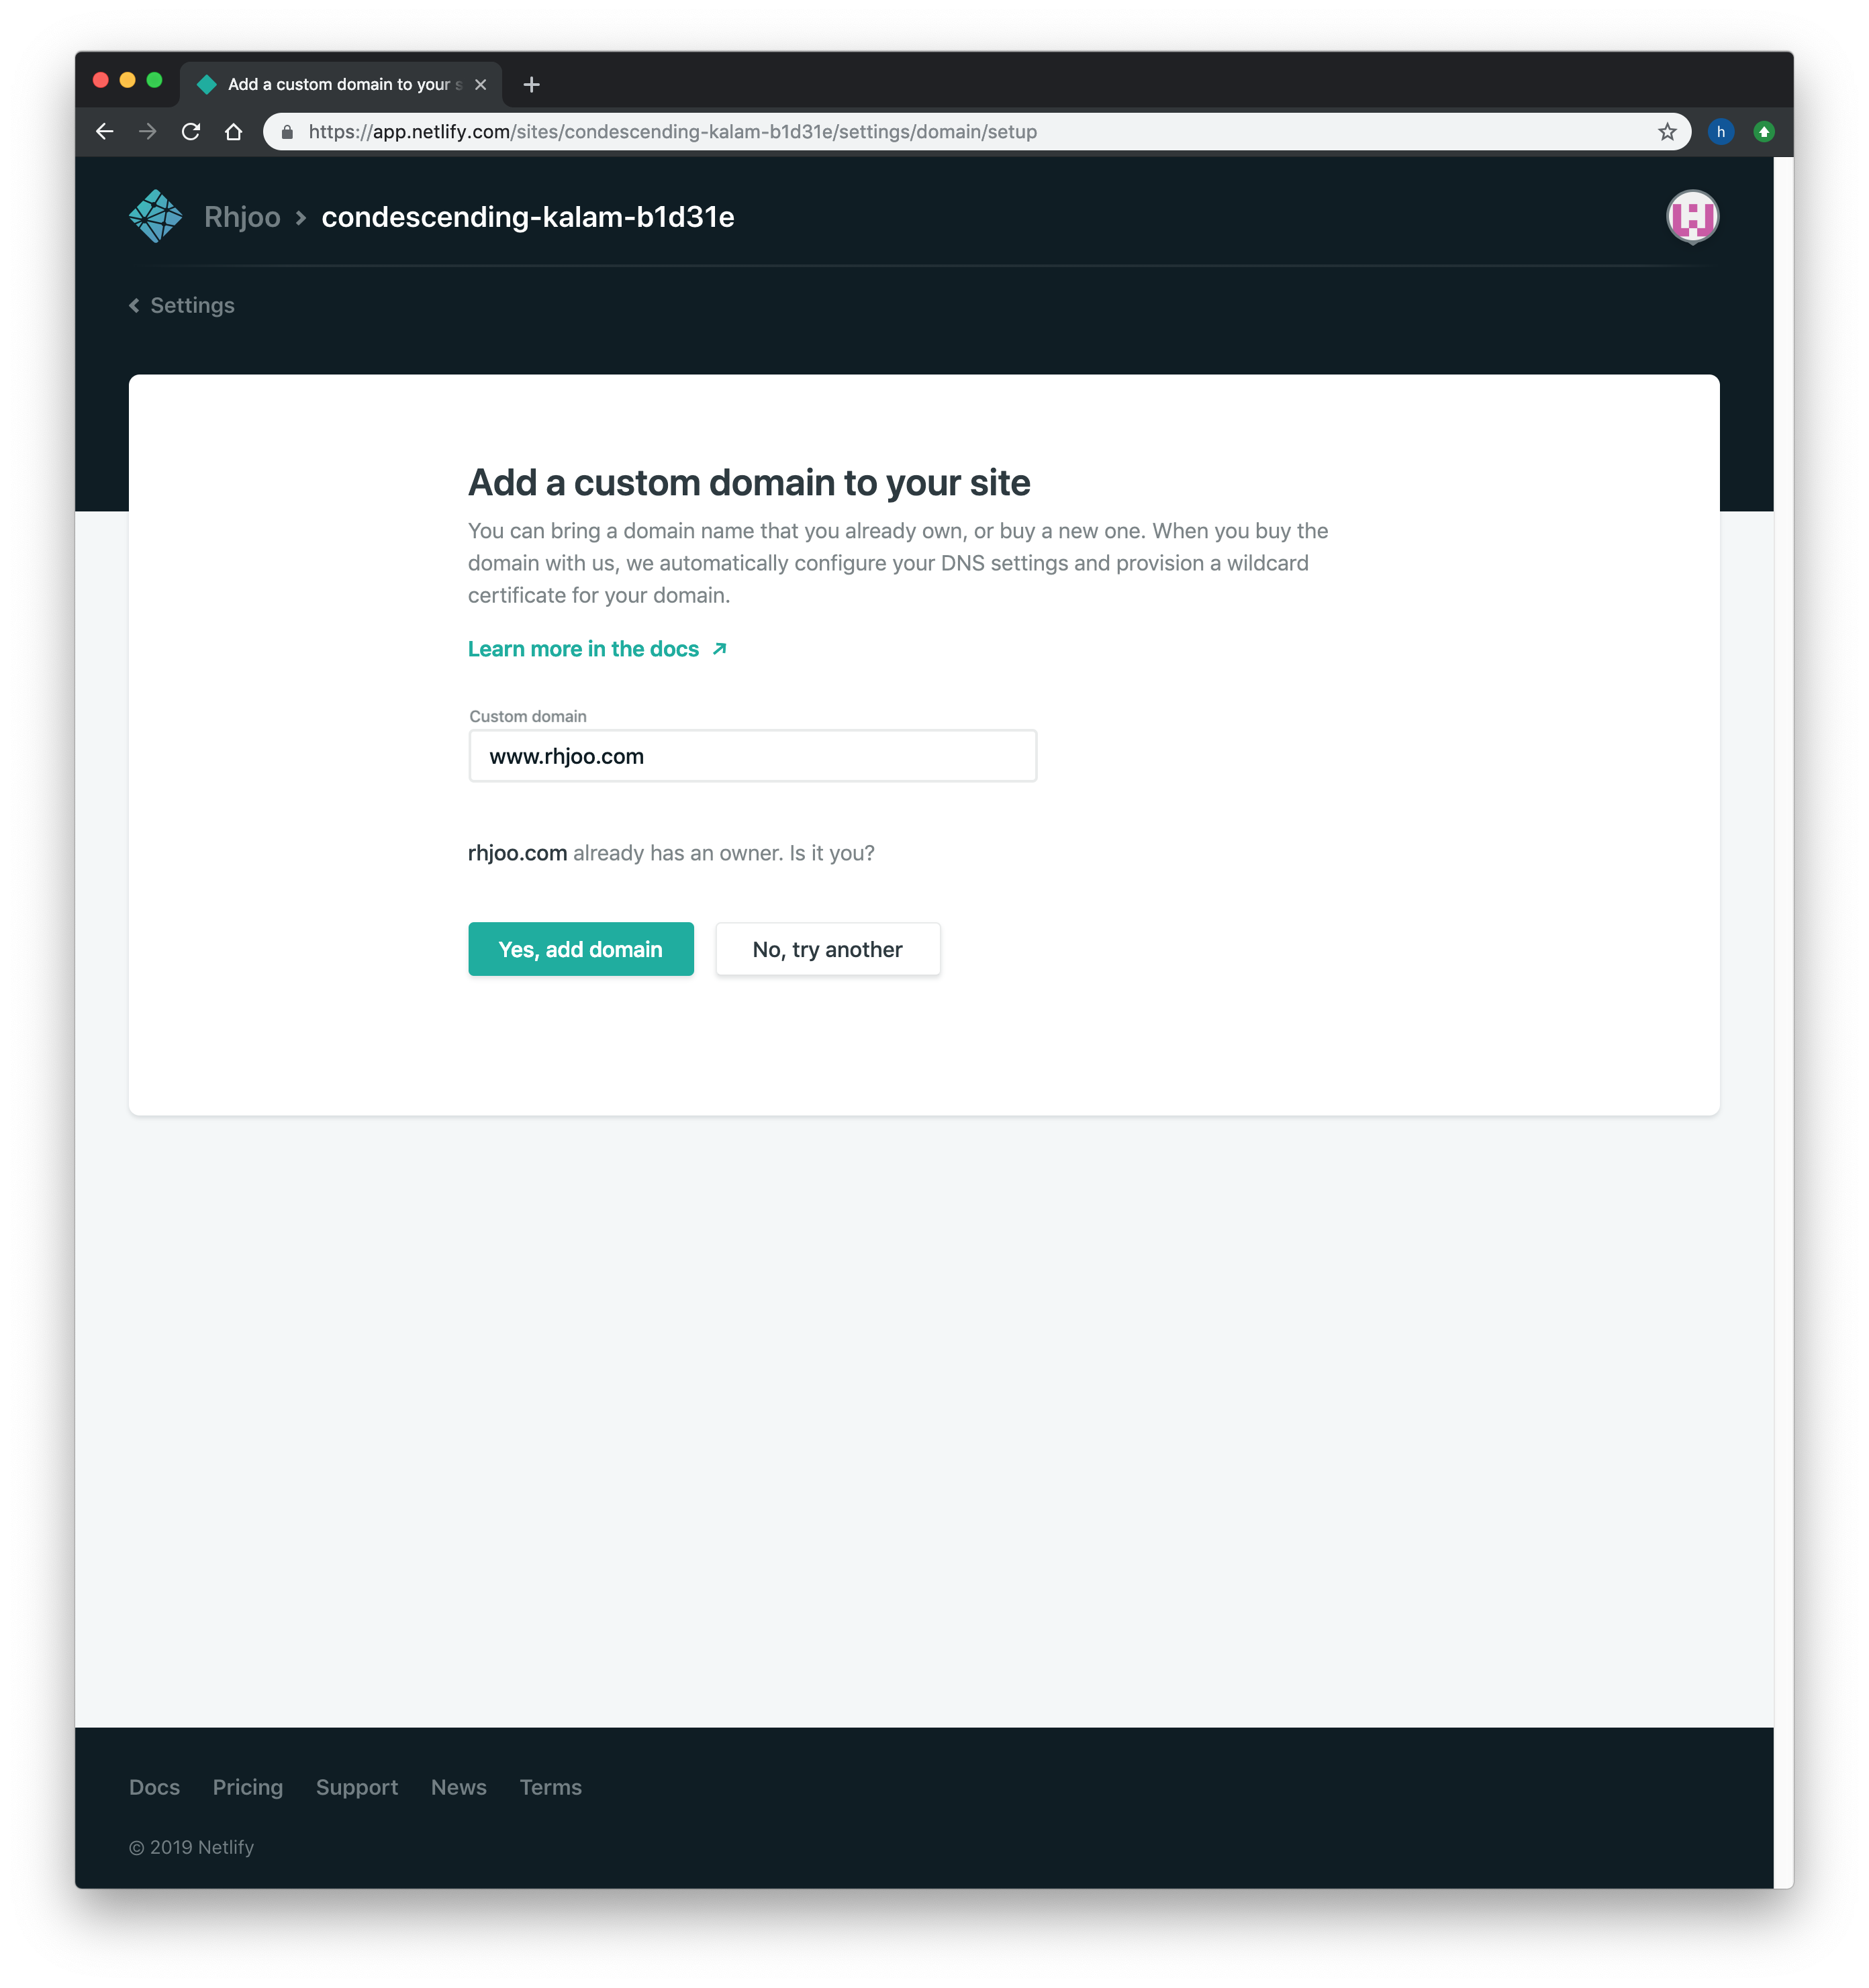 Add a custom domain to your s
https://app.netlify.com/sites/condescending-kalam-b1d31e/settings/domain/setup
h
Rhjoo > condescending-kalam-b1d31e
Settings
Add a custom domain to your site
You can bring a domain name that you already own, or buy a new one. When you buy the
domain with us, we automatically configure your DNS settings and provision a wildcard
certificate for your domain.
Learn more in the docs
Custom domain
www.rhjoo.com
rhjoo.com already has an owner. Is it you?
Yes, add domain No, try another
Docs Pricing Support News Terms
© 2019 Netlify